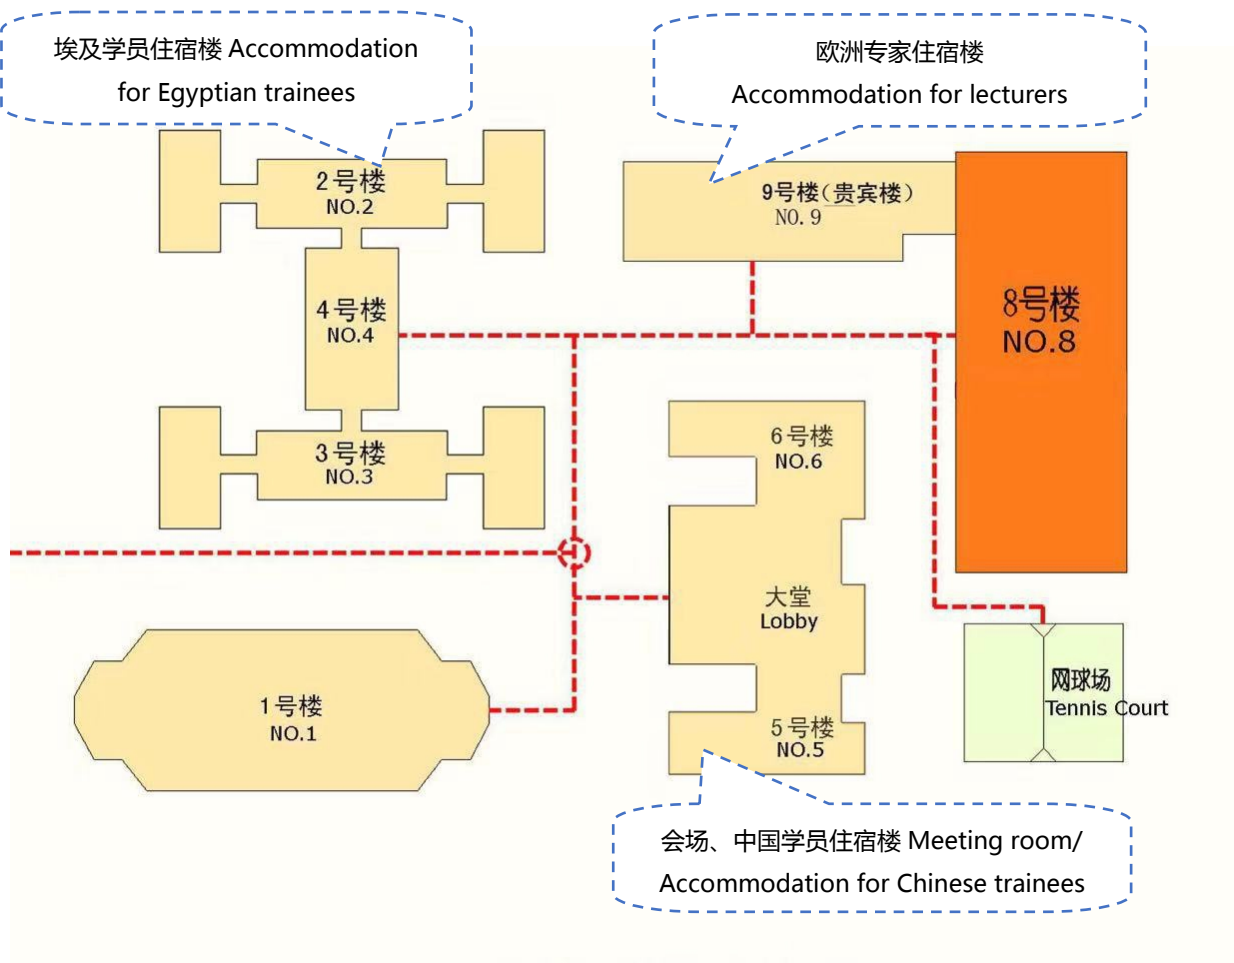 埃及学员住宿楼 Accommodation
for Egyptian trainees
欧洲专家住宿楼
Accommodation for lecturers
2号楼
NO.2
9号楼(贵宾楼)
NO.9
4号楼
NO.4
8号楼
NO.8
3号楼
NO.3
6号楼
NO.6
大堂
Lobby
1号楼
NO.1
5号楼
NO.5
网球场
Tennis Court
会场、中国学员住宿楼 Meeting room/
Accommodation for Chinese trainees